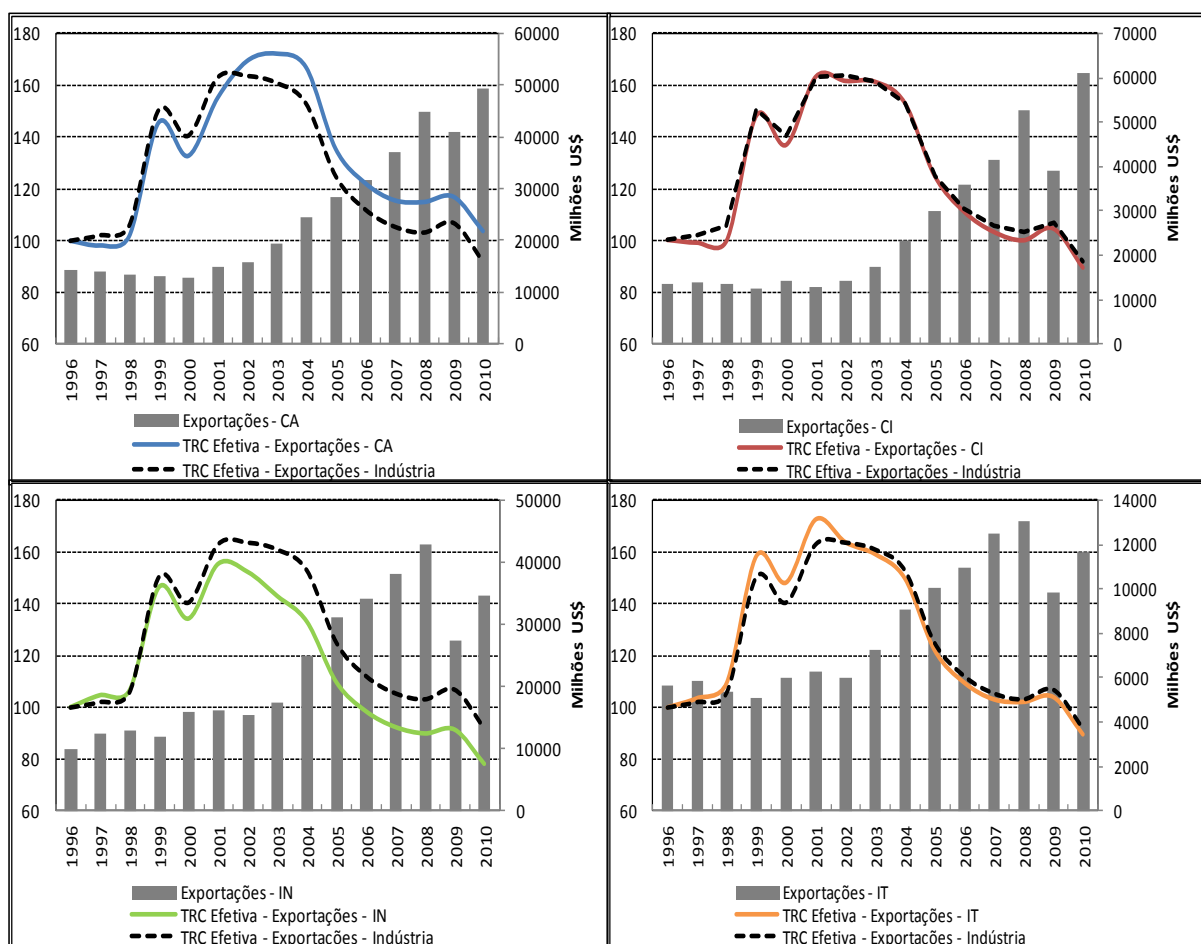 180
160
140
120
100
80
60
60000
50000
40000
30000
20000
10000
0
Milhões US$
1996 1997 1998 1999 2000 2001 2002 2003 2004 2005 2006 2007 2008 2009 2010
Exportações - CA
TRC Efetiva - Exportações - CA
TRC Efetiva - Exportações - Indústria
180
160
140
120
100
80
60
70000
60000
50000
40000
30000
20000
10000
0
Milhões US$
1996 1997 1998 1999 2000 2001 2002 2003 2004 2005 2006 2007 2008 2009 2010
Exportações - CI
TRC Efetiva - Exportações - CI
TRC Eftiva - Exportações - Indústria
180
160
140
120
100
80
60
50000
40000
30000
20000
10000
0
Milhões US$
1996 1997 1998 1999 2000 2001 2002 2003 2004 2005 2006 2007 2008 2009 2010
Exportações - IN
TRC Efetiva - Exportações - IN
TRC Efetiva - Exportações - Indústria
180
160
140
120
100
80
60
14000
12000
10000
8000
6000
4000
2000
0
Milhões US$
1996 1997 1998 1999 2000 2001 2002 2003 2004 2005 2006 2007 2008 2009 2010
Exportações - IT
TRC Efetiva - Exportações - IT
TRC Efetiva - Exportações - Indústria